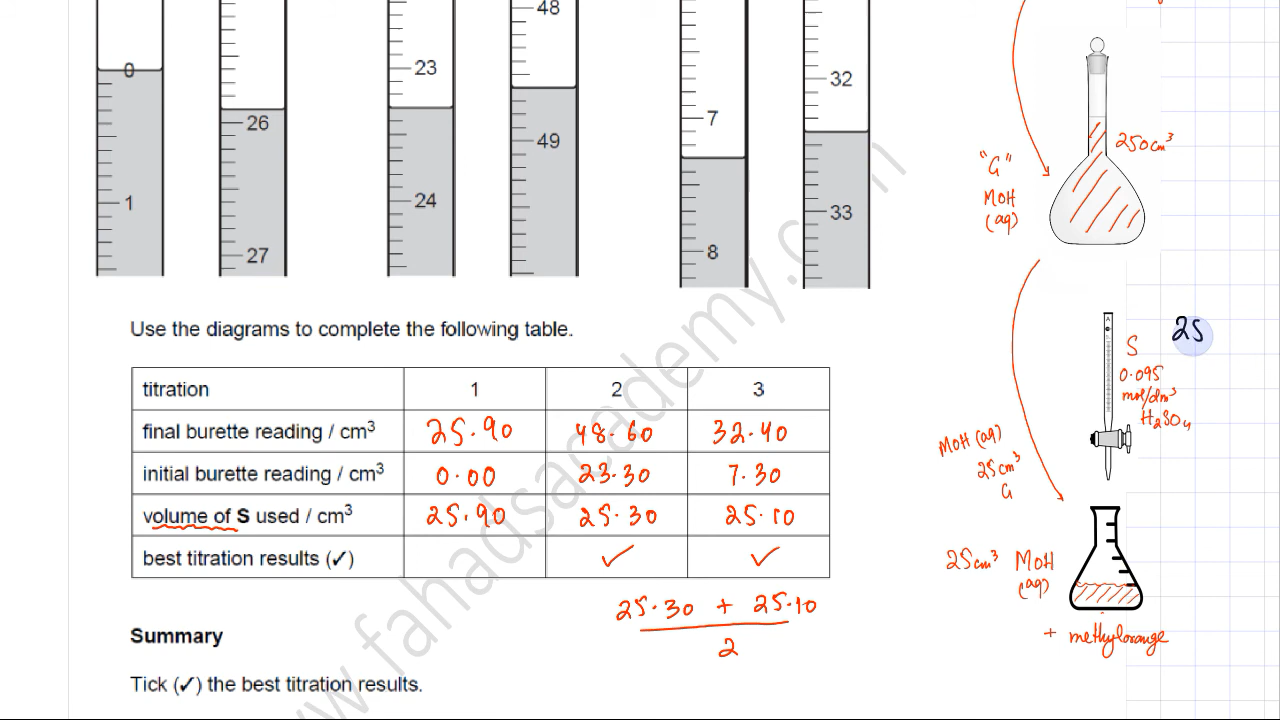 0
1
26
27
23
24
48
49
7
8
32
33
"G"
MOH
(aq)
250cm³
Use the diagrams to complete the following table.
titration 1 2 3
final burette reading / cm³ 25.90 48.60 32.40
initial burette reading / cm³ 0.00 23.30 7.30
volume of S used / cm³ 25.90 25.30 25.10
best titration results (✓) ✓ ✓
25.30 + 25.10
2
Summary
Tick (✓) the best titration results.
S
0.095
mol/dm³
H₂SO₄
25
MOH (aq)
25cm³
G
25cm³ MOH
(aq)
+ methylorange
www.fahadsacademy.com